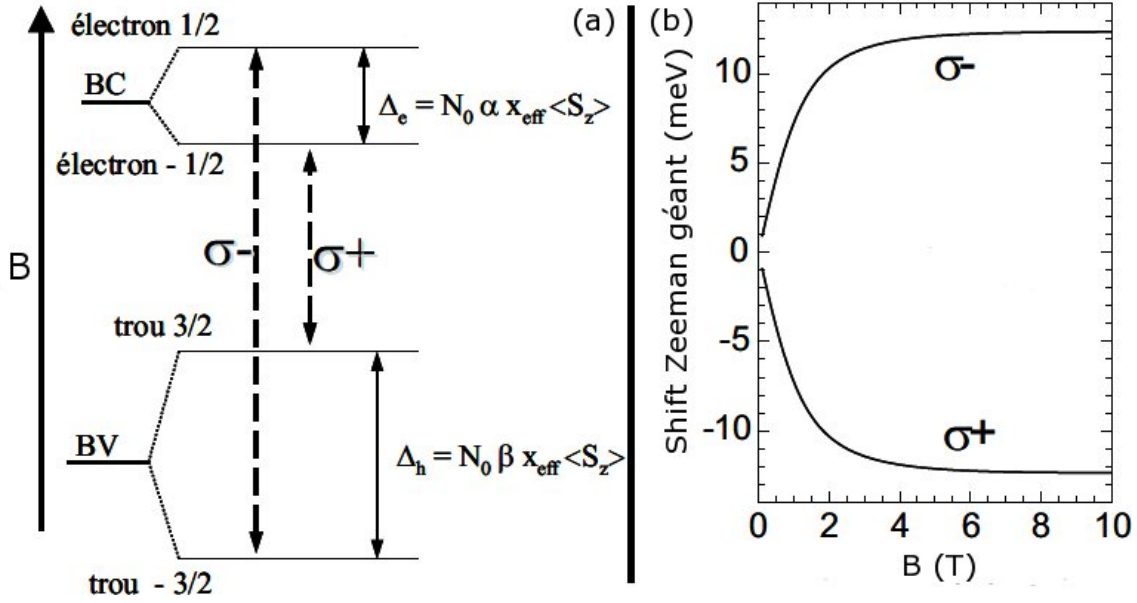 (a)
électron 1/2
BC
Δe = N0 α xeff <Sz>
électron - 1/2
B
σ-
σ+
trou 3/2
BV
Δh = N0 β xeff <Sz>
trou - 3/2
(b)
Shift Zeeman géant (meV)
10
5
0
-5
-10
σ-
σ+
0 2 4 6 8 10
B (T)